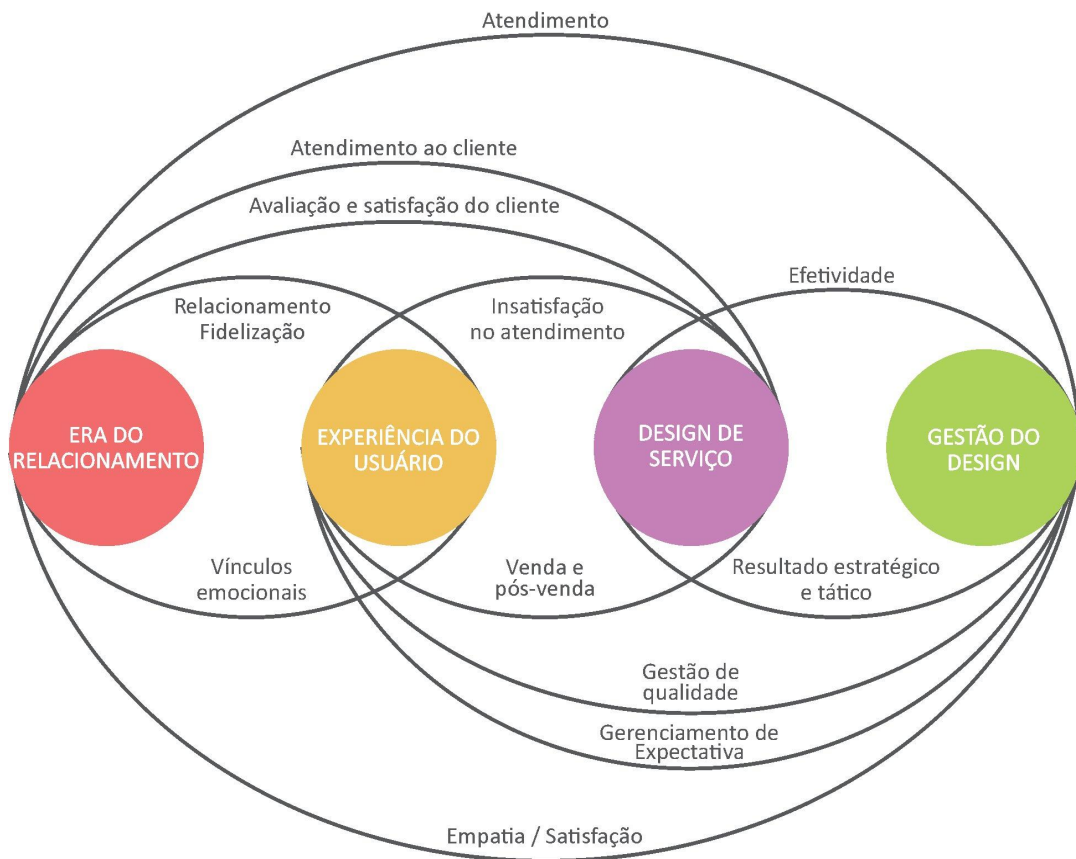 Atendimento
Atendimento ao cliente
Avaliação e satisfação do cliente
Efetividade
Relacionamento
Fidelização
Insatisfação
no atendimento
ERA DO
RELACIONAMENTO
EXPERIÊNCIA DO
USUÁRIO
DESIGN DE
SERVIÇO
GESTÃO DO
DESIGN
Vínculos
emocionais
Venda e
pós-venda
Resultado estratégico
e tático
Gestão de
qualidade
Gerenciamento de
Expectativa
Empatia / Satisfação